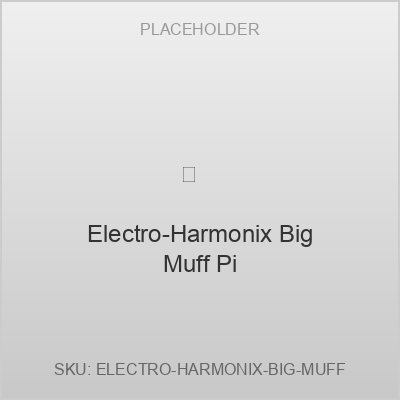 PLACEHOLDER
Electro-Harmonix Big
Muff Pi
SKU: ELECTRO-HARMONIX-BIG-MUFF